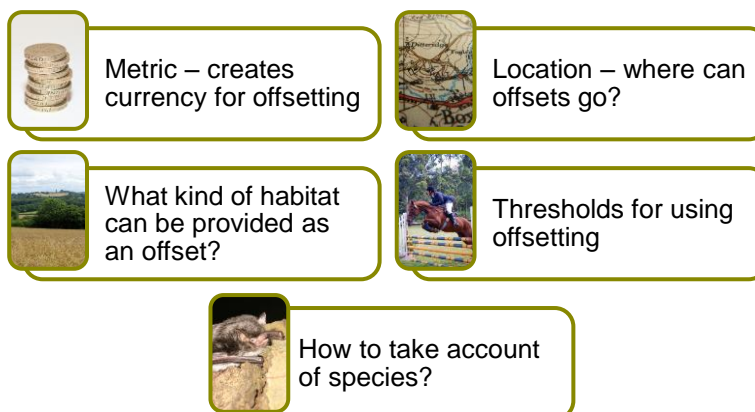 Metric – creates
currency for offsetting
Location – where can
offsets go?
What kind of habitat
can be provided as
an offset?
Thresholds for using
offsetting
How to take account
of species?